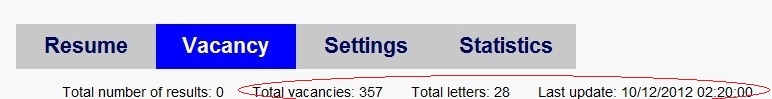 Resume Vacancy Settings Statistics
Total number of results: 0 Total vacancies: 357 Total letters: 28 Last update: 10/12/2012 02:20:00